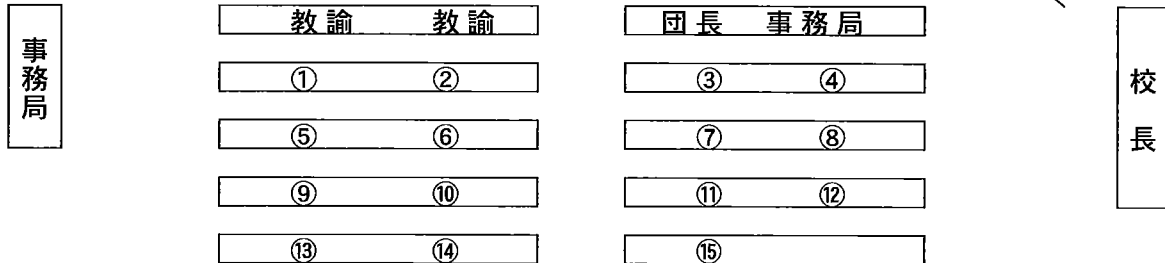 事務局
教諭 教諭
団長 事務局
① ②
③ ④
⑤ ⑥
⑦ ⑧
⑨ ⑩
⑪ ⑫
⑬ ⑭
⑮
校長